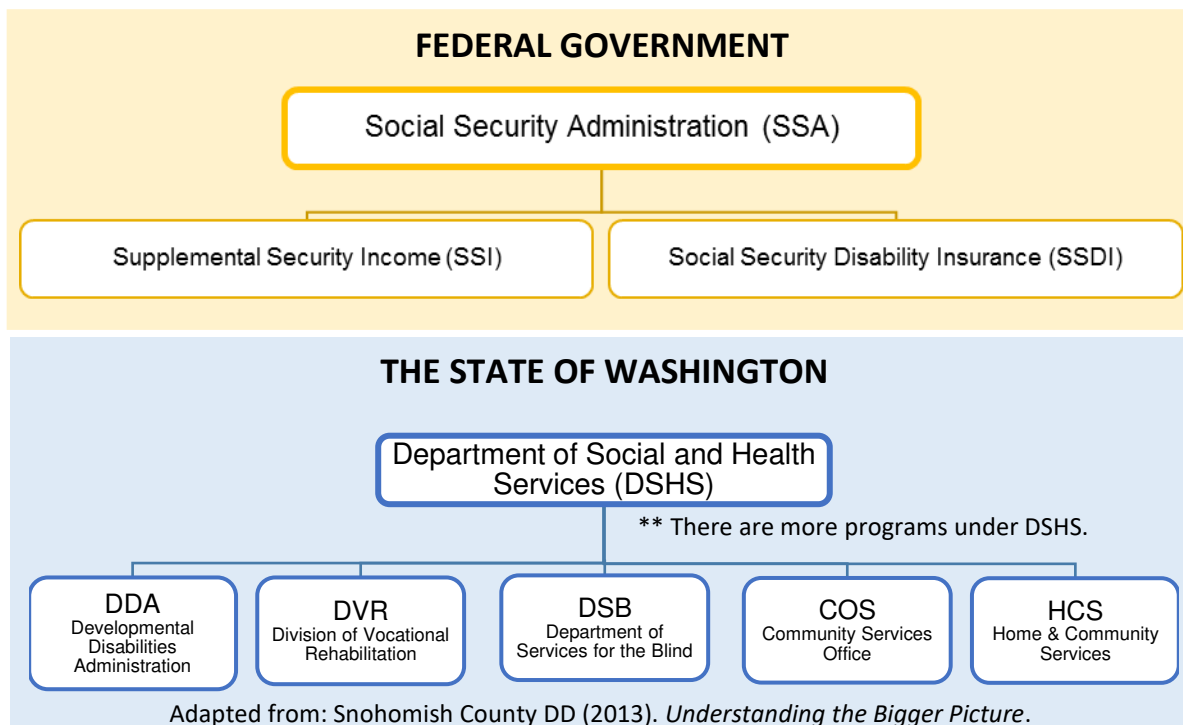 FEDERAL GOVERNMENT
Social Security Administration (SSA)
Supplemental Security Income (SSI)
Social Security Disability Insurance (SSDI)
THE STATE OF WASHINGTON
Department of Social and Health
Services (DSHS)
** There are more programs under DSHS.
DDA
Developmental
Disabilities
Administration
DVR
Division of Vocational
Rehabilitation
DSB
Department of
Services for the Blind
COS
Community Services
Office
HCS
Home & Community
Services
Adapted from: Snohomish County DD (2013). Understanding the Bigger Picture.